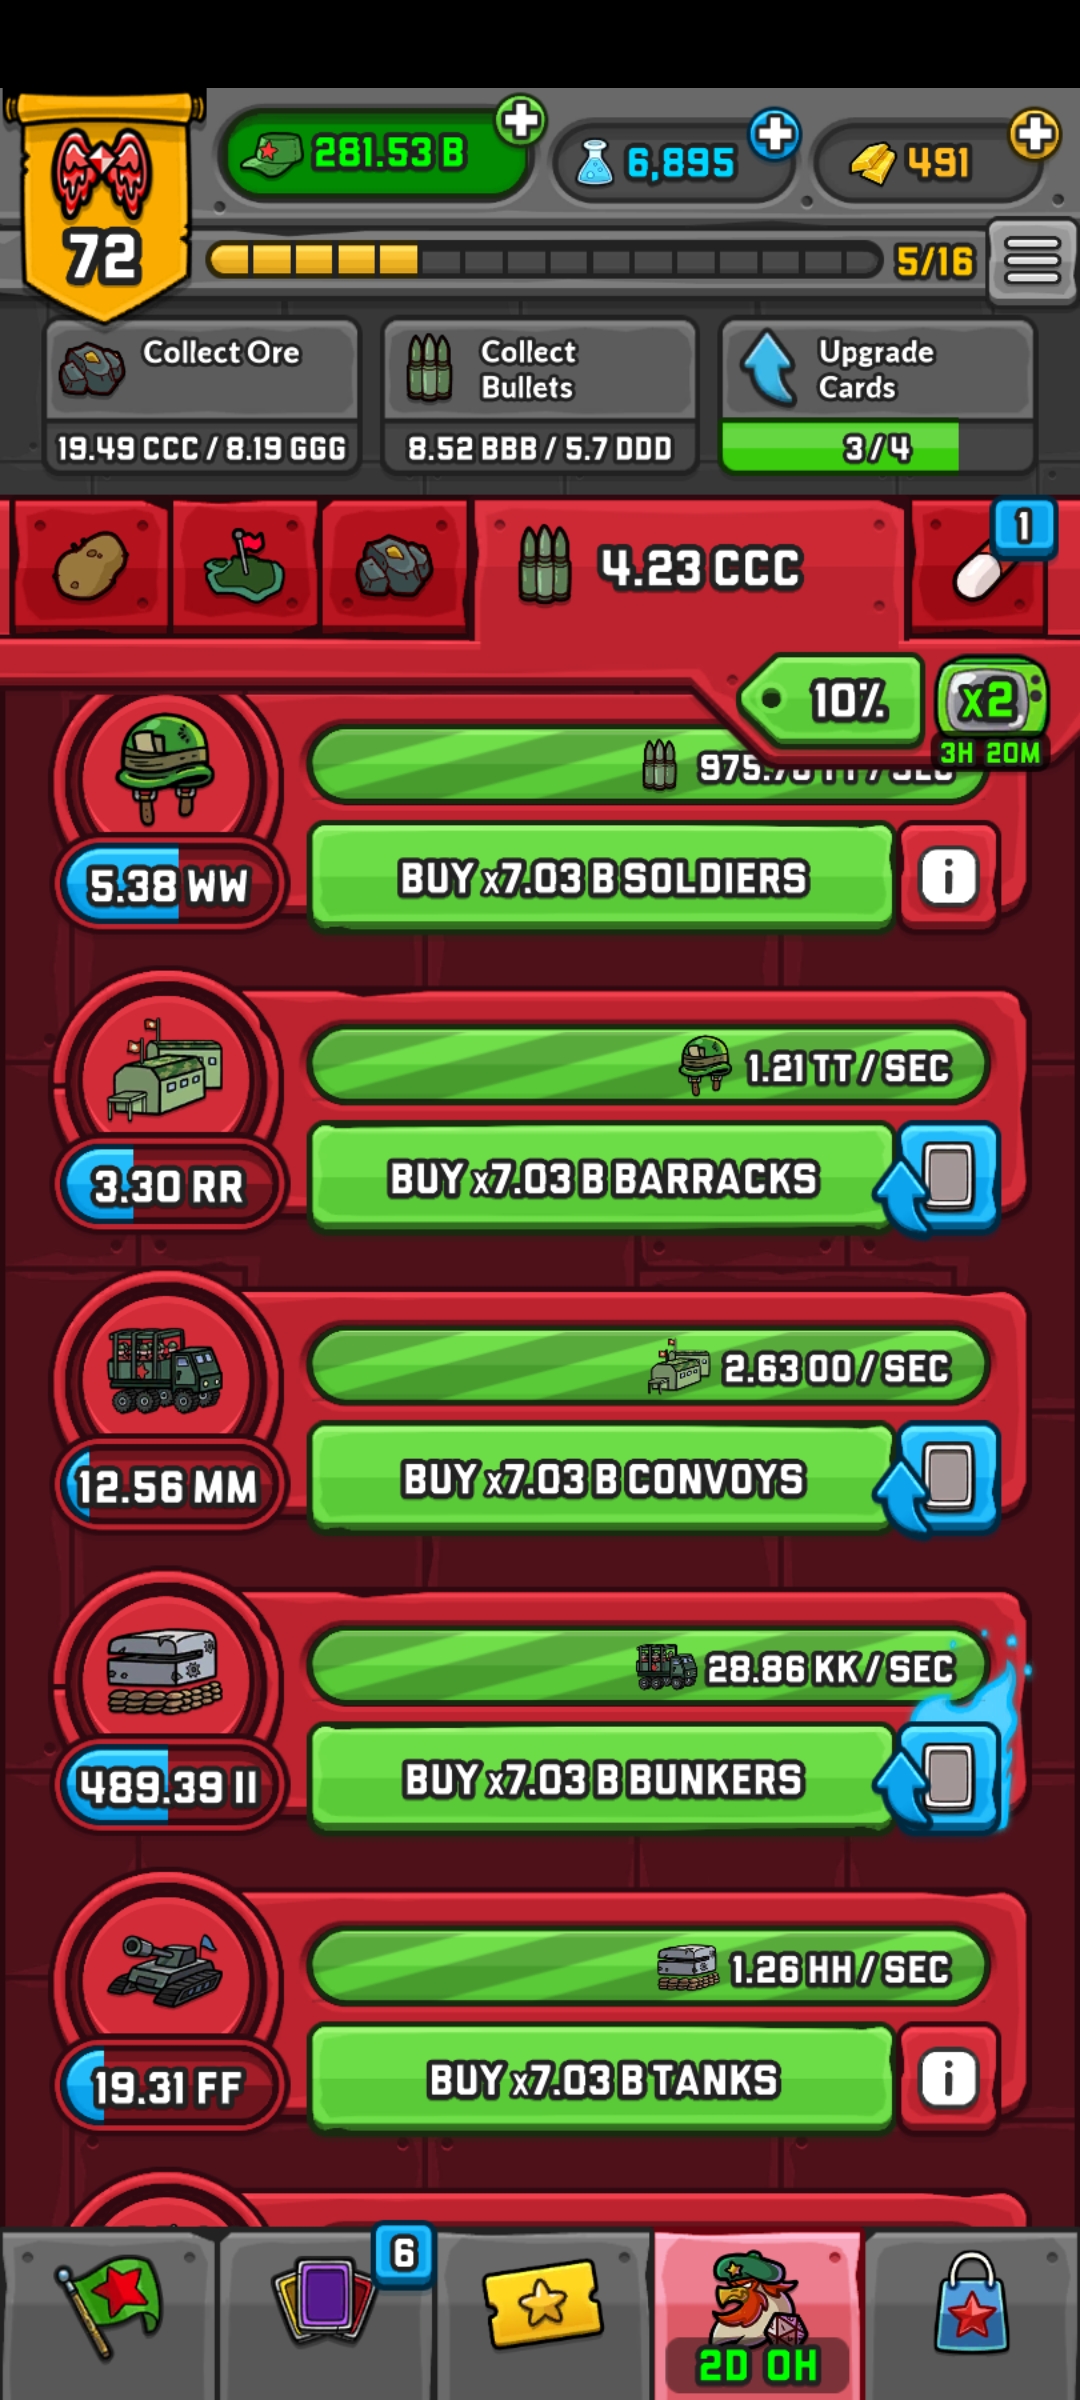 281.53 B
6,895
491
72
5/16
Collect Ore
19.49 CCC / 8.19 GGG
Collect
Bullets
8.52 BBB / 5.7 DDD
Upgrade
Cards
3/4
4.23 CCC
1
10%
x2
3H 20M
5.38 WW
BUY x7.03 B SOLDIERS
i
1.21 TT / SEC
3.30 RR
BUY x7.03 B BARRACKS
2.63 OO / SEC
12.56 MM
BUY x7.03 B CONVOYS
28.86 KK / SEC
489.39 II
BUY x7.03 B BUNKERS
1.26 HH / SEC
19.31 FF
BUY x7.03 B TANKS
i
6
2D 0H